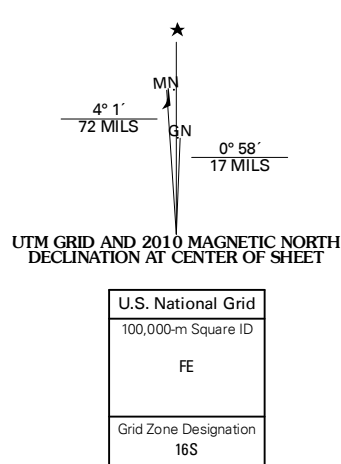 ★
MN
4° 1´
72 MILS
GN
0° 58´
17 MILS
UTM GRID AND 2010 MAGNETIC NORTH
DECLINATION AT CENTER OF SHEET
U.S. National Grid
100,000-m Square ID
FE
Grid Zone Designation
16S